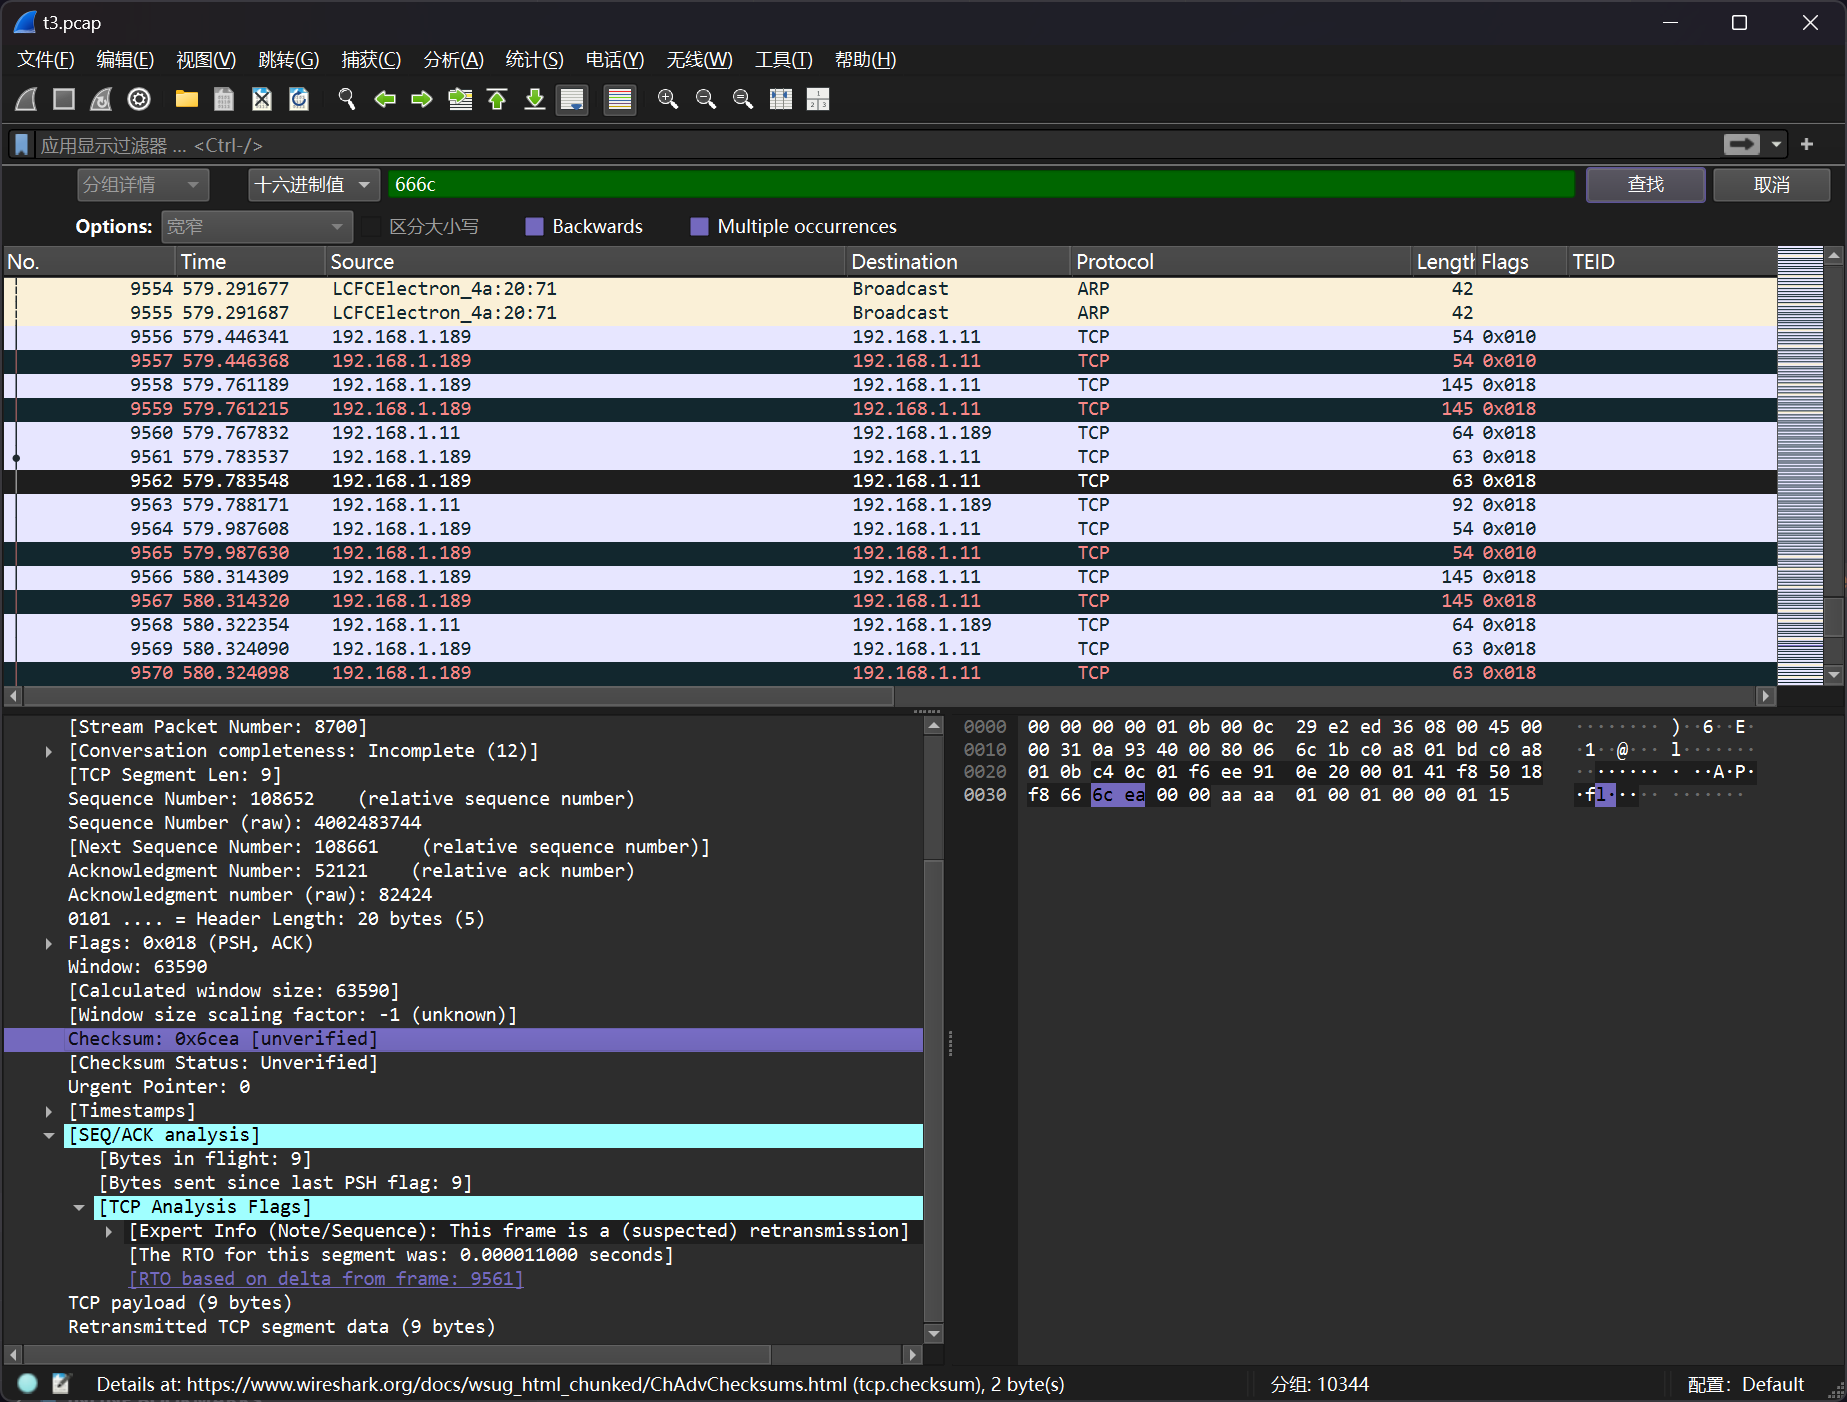 t3.pcap
文件(F) 编辑(E) 视图(V) 跳转(G) 捕获(C) 分析(A) 统计(S) 电话(Y) 无线(W) 工具(T) 帮助(H)
应用显示过滤器 … <Ctrl-/>
分组详情 十六进制值 666c 查找 取消
Options: 宽窄 区分大小写 Backwards Multiple occurrences
No. Time Source Destination Protocol Length Flags TEID
9554 579.291677 LCFCElectron_4a:20:71 Broadcast ARP 42
9555 579.291687 LCFCElectron_4a:20:71 Broadcast ARP 42
9556 579.446341 192.168.1.189 192.168.1.11 TCP 54 0x010
9557 579.446368 192.168.1.189 192.168.1.11 TCP 54 0x010
9558 579.761189 192.168.1.189 192.168.1.11 TCP 145 0x018
9559 579.761215 192.168.1.189 192.168.1.11 TCP 145 0x018
9560 579.767832 192.168.1.11 192.168.1.189 TCP 64 0x018
9561 579.783537 192.168.1.189 192.168.1.11 TCP 63 0x018
9562 579.783548 192.168.1.189 192.168.1.11 TCP 63 0x018
9563 579.788171 192.168.1.11 192.168.1.189 TCP 92 0x018
9564 579.987608 192.168.1.189 192.168.1.11 TCP 54 0x010
9565 579.987630 192.168.1.189 192.168.1.11 TCP 54 0x010
9566 580.314309 192.168.1.189 192.168.1.11 TCP 145 0x018
9567 580.314320 192.168.1.189 192.168.1.11 TCP 145 0x018
9568 580.322354 192.168.1.11 192.168.1.189 TCP 64 0x018
9569 580.324090 192.168.1.189 192.168.1.11 TCP 63 0x018
9570 580.324098 192.168.1.189 192.168.1.11 TCP 63 0x018
[Stream Packet Number: 8700]
[Conversation completeness: Incomplete (12)]
[TCP Segment Len: 9]
Sequence Number: 108652    (relative sequence number)
Sequence Number (raw): 4002483744
[Next Sequence Number: 108661    (relative sequence number)]
Acknowledgment Number: 52121    (relative ack number)
Acknowledgment number (raw): 82424
0101 .... = Header Length: 20 bytes (5)
Flags: 0x018 (PSH, ACK)
Window: 63590
[Calculated window size: 63590]
[Window size scaling factor: -1 (unknown)]
Checksum: 0x6cea [unverified]
[Checksum Status: Unverified]
Urgent Pointer: 0
[Timestamps]
[SEQ/ACK analysis]
[Bytes in flight: 9]
[Bytes sent since last PSH flag: 9]
[TCP Analysis Flags]
[Expert Info (Note/Sequence): This frame is a (suspected) retransmission]
[The RTO for this segment was: 0.000011000 seconds]
[RTO based on delta from frame: 9561]
TCP payload (9 bytes)
Retransmitted TCP segment data (9 bytes)
0000 00 00 00 00 01 0b 00 0c 29 e2 ed 36 08 00 45 00 ········ )··6··E·
0010 00 31 0a 93 40 00 80 06 6c 1b c0 a8 01 bd c0 a8 ·1··@··· l·······
0020 01 0b c4 0c 01 f6 ee 91 0e 20 00 01 41 f8 50 18 ········ · ··A·P·
0030 f8 66 6c ea 00 00 aa aa 01 00 01 00 00 01 15 ·fl····· ·······
Details at: https://www.wireshark.org/docs/wsug_html_chunked/ChAdvChecksums.html (tcp.checksum), 2 byte(s) 分组: 10344 配置: Default